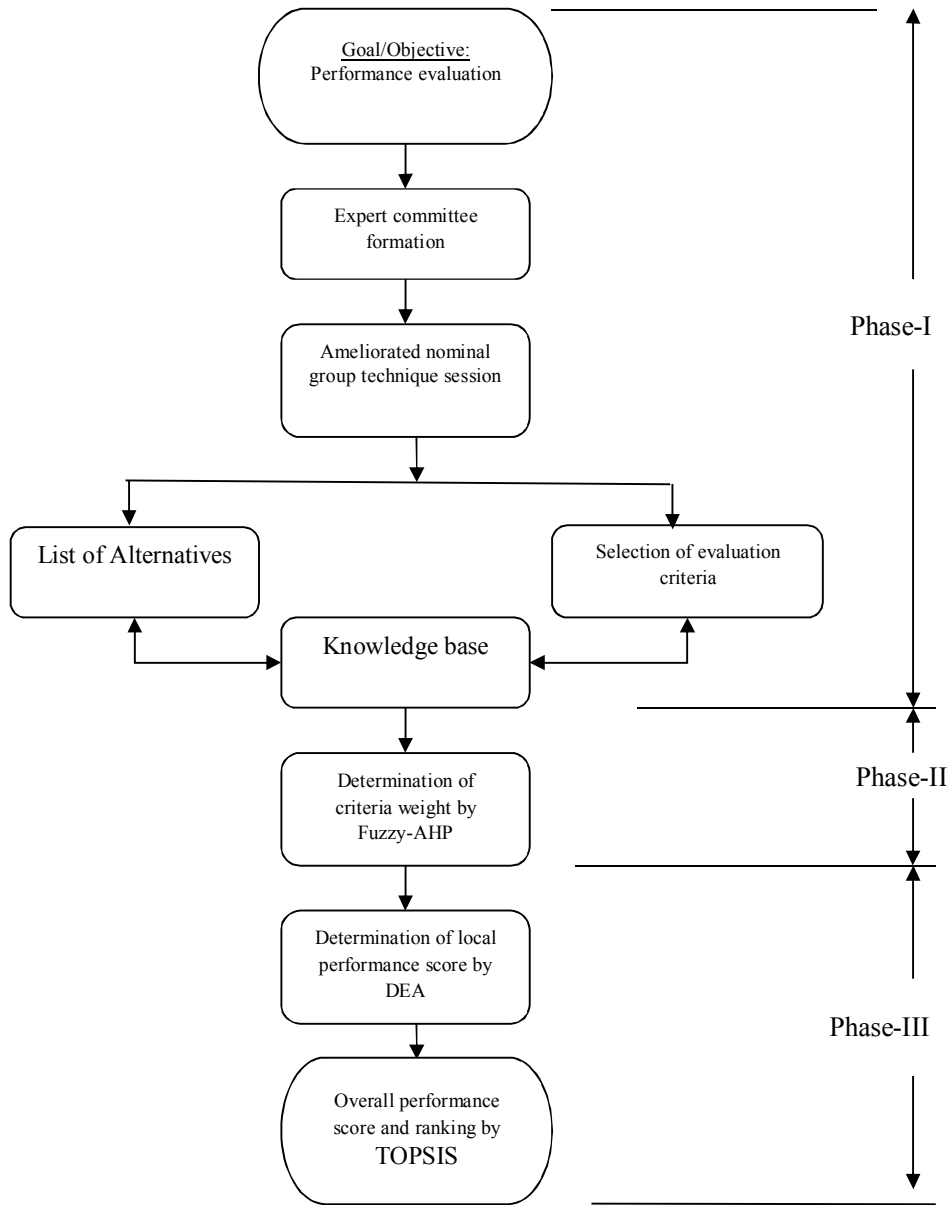 Goal/Objective:
Performance evaluation
Expert committee
formation
Phase-I
Ameliorated nominal
group technique session
List of Alternatives
Selection of evaluation
criteria
Knowledge base
Phase-II
Determination of
criteria weight by
Fuzzy-AHP
Determination of local
performance score by
DEA
Phase-III
Overall performance
score and ranking by
TOPSIS